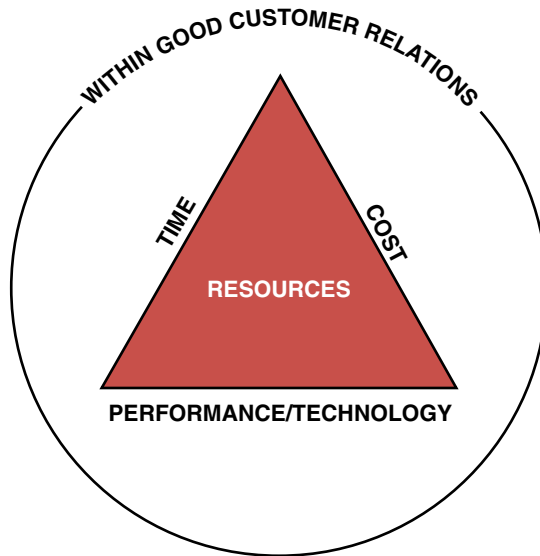 WITHIN GOOD CUSTOMER RELATIONS
TIME
COST
RESOURCES
PERFORMANCE/TECHNOLOGY